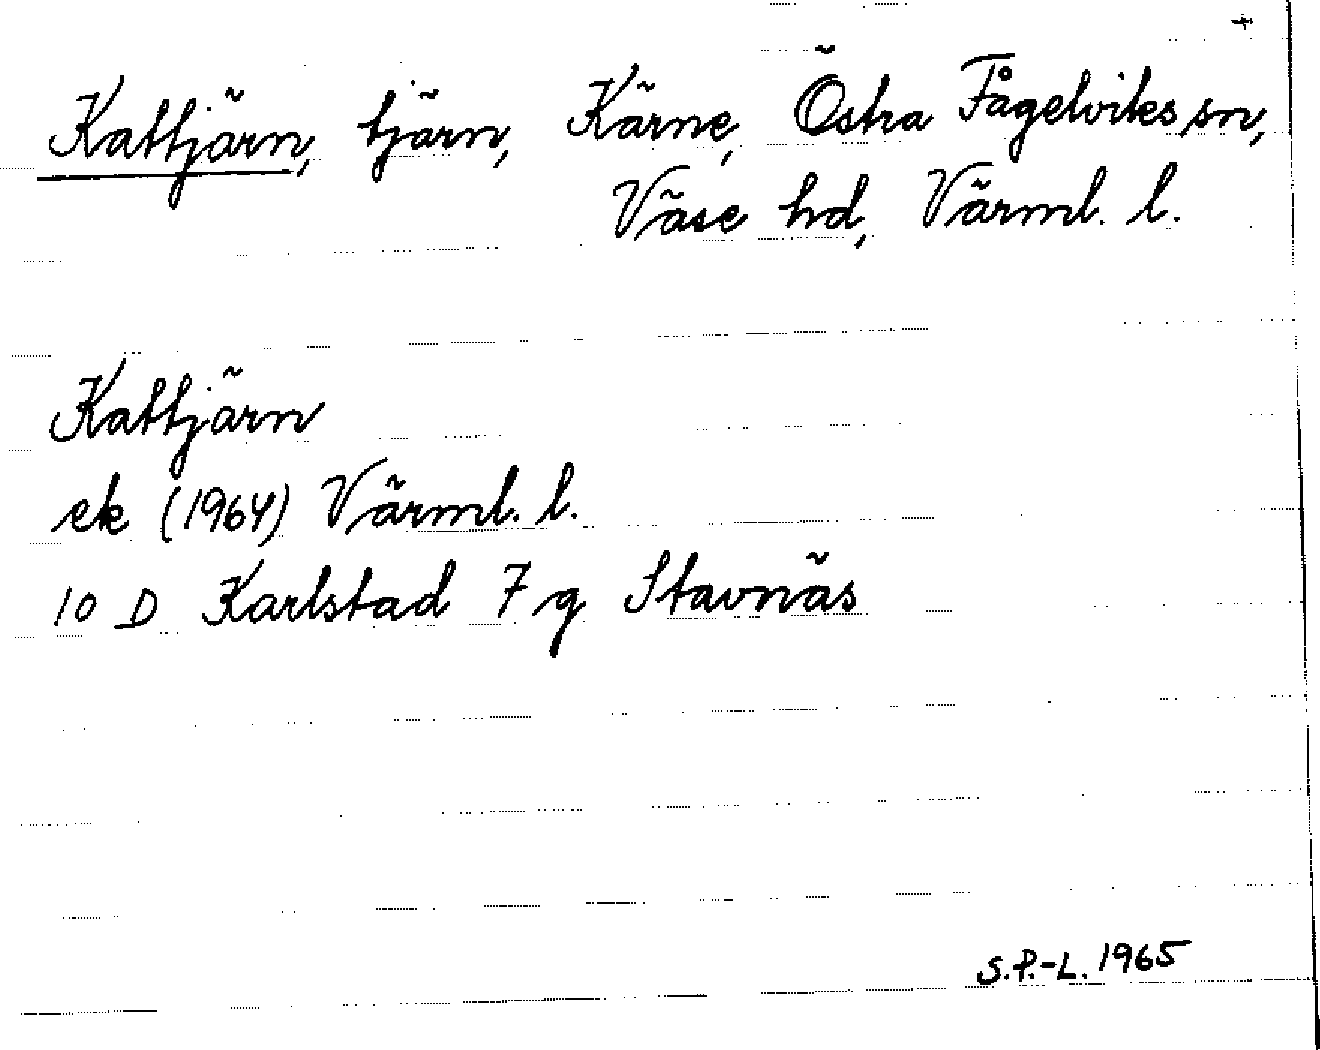 +
Kattjärn, tjärn, Kärne, Östra Fågelviks sn,
Väse hd, Värml. l.
Kattjärn
ek (1964) Värml. l.
10 D Karlstad 7 g Stavnäs
S.P.-L. 1965